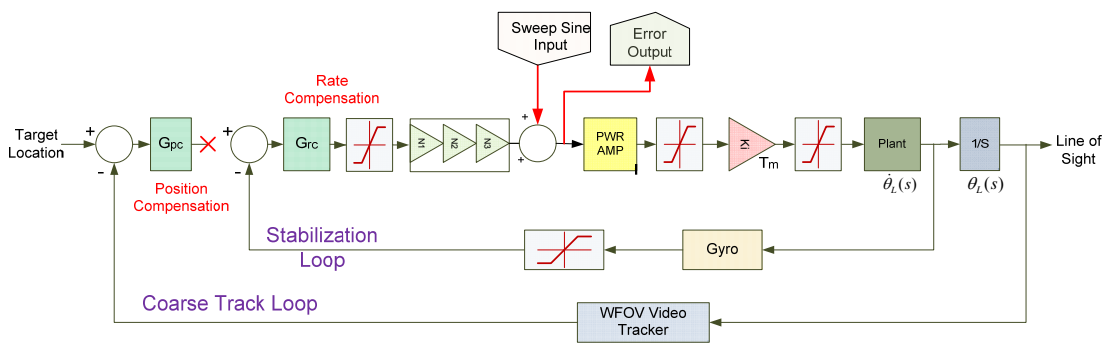 Sweep Sine
Input
Error
Output
Rate
Compensation
Target
Location
+
-
Gpc
Position
Compensation
+
-
Grc
N1
N2
N3
+
+
PWR
AMP
Ki
Tm
Plant
θ̇L(s)
1/S
θL(s)
Line of
Sight
Stabilization
Loop
Gyro
Coarse Track Loop
WFOV Video
Tracker